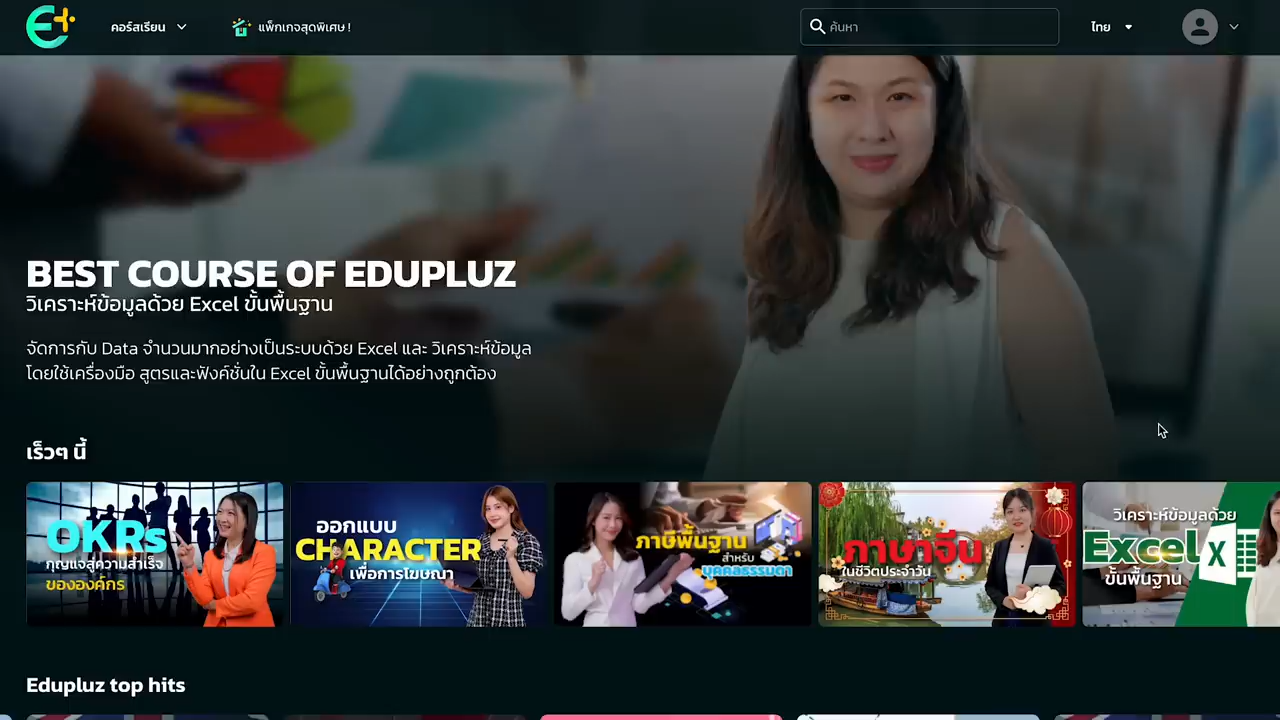 คอร์สเรียน
แพ็กเกจสุดพิเศษ !
ค้นหา
ไทย
BEST COURSE OF EDUPLUZ
วิเคราะห์ข้อมูลด้วย Excel ขั้นพื้นฐาน
จัดการกับ Data จำนวนมากอย่างเป็นระบบด้วย Excel และ วิเคราะห์ข้อมูล
โดยใช้เครื่องมือ สูตรและฟังค์ชั่นใน Excel ขั้นพื้นฐานได้อย่างถูกต้อง
เร็วๆ นี้
OKRs
กุญแจสู่ความสำเร็จ
ขององค์กร
ออกแบบ
CHARACTER
เพื่อการโฆษณา
ภาษีพื้นฐาน
สำหรับ
บุคคลธรรมดา
ภาษาจีน
ในชีวิตประจำวัน
วิเคราะห์ข้อมูลด้วย
Excel
ขั้นพื้นฐาน
Edupluz top hits